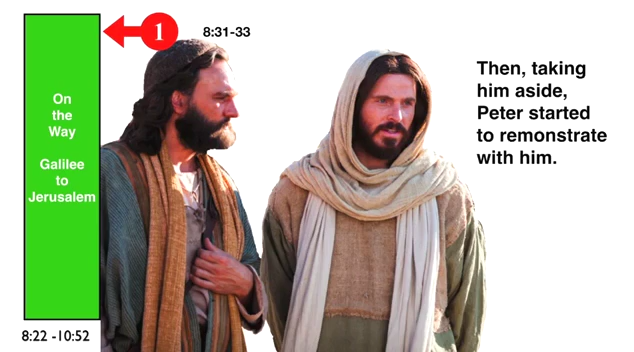 1
8:31-33
On
the
Way
Galilee
to
Jerusalem
8:22 -10:52
Then, taking
him aside,
Peter started
to remonstrate
with him.